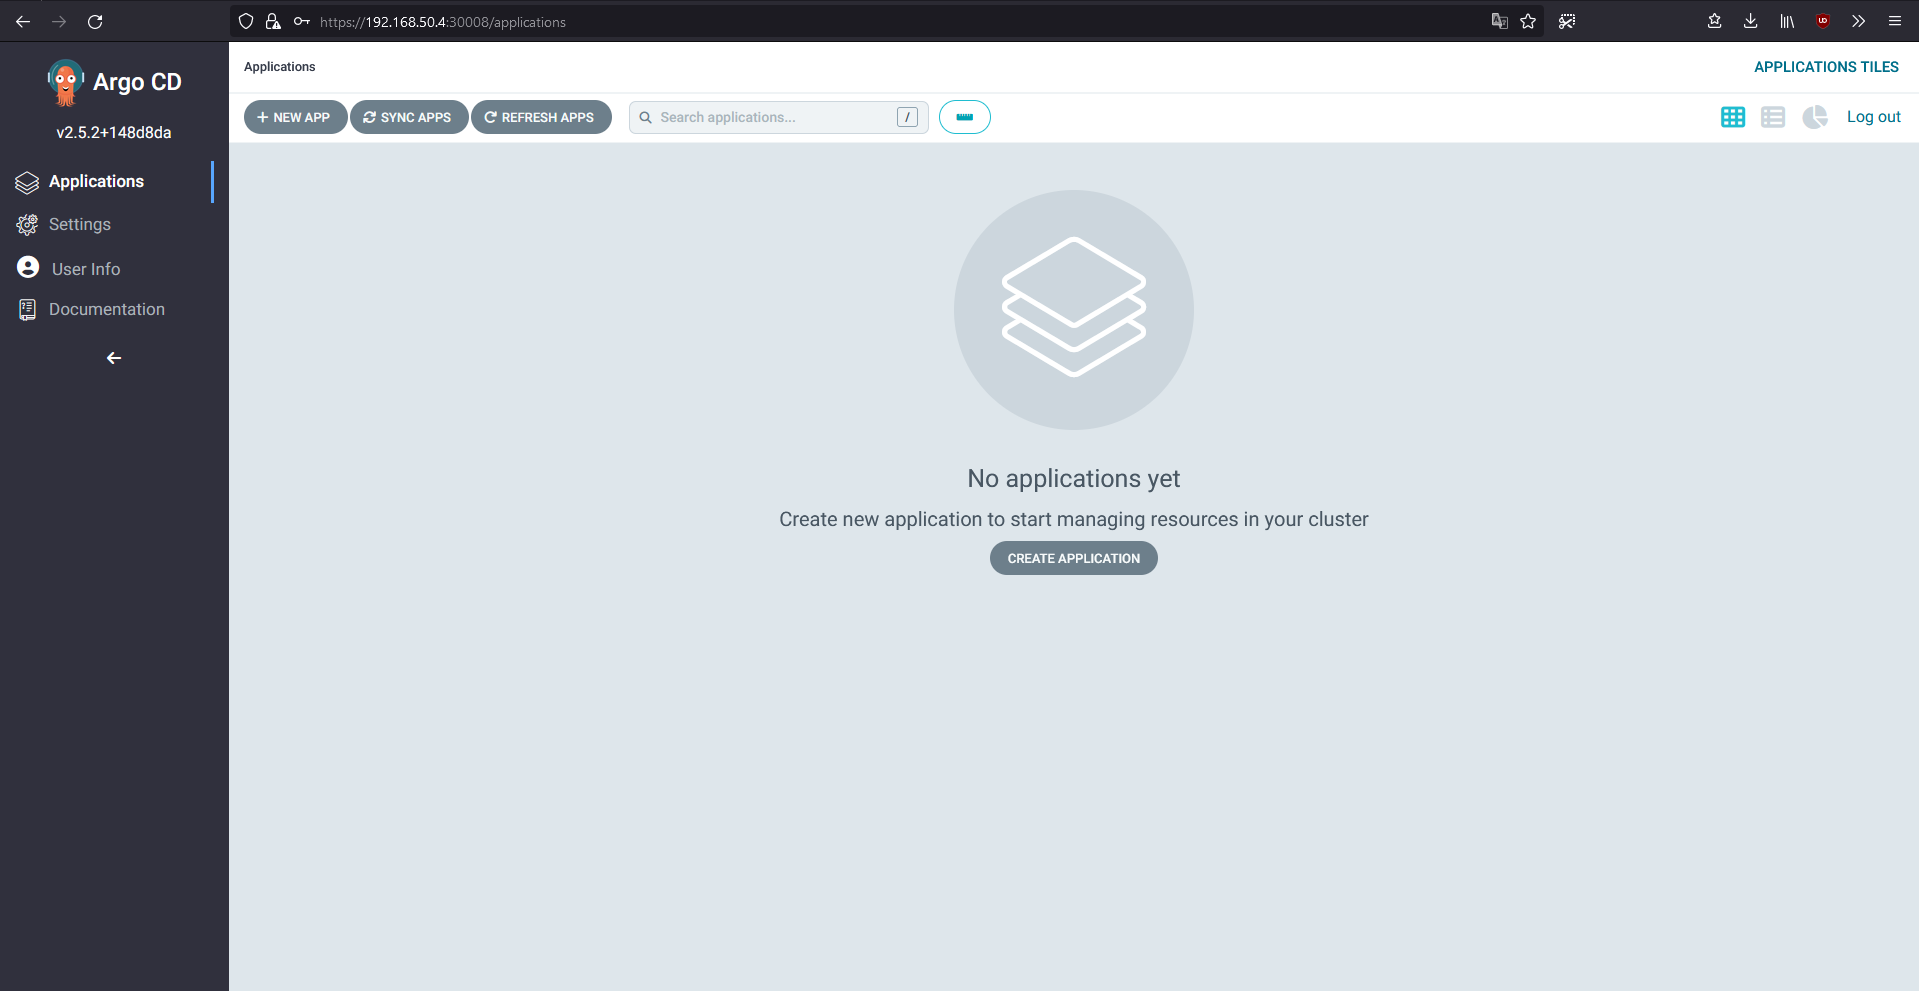 https://192.168.50.4:30008/applications
Argo CD
v2.5.2+148d8da
Applications
Settings
User Info
Documentation
Applications
APPLICATIONS TILES
NEW APP
SYNC APPS
REFRESH APPS
Search applications...
/
Log out
No applications yet
Create new application to start managing resources in your cluster
CREATE APPLICATION